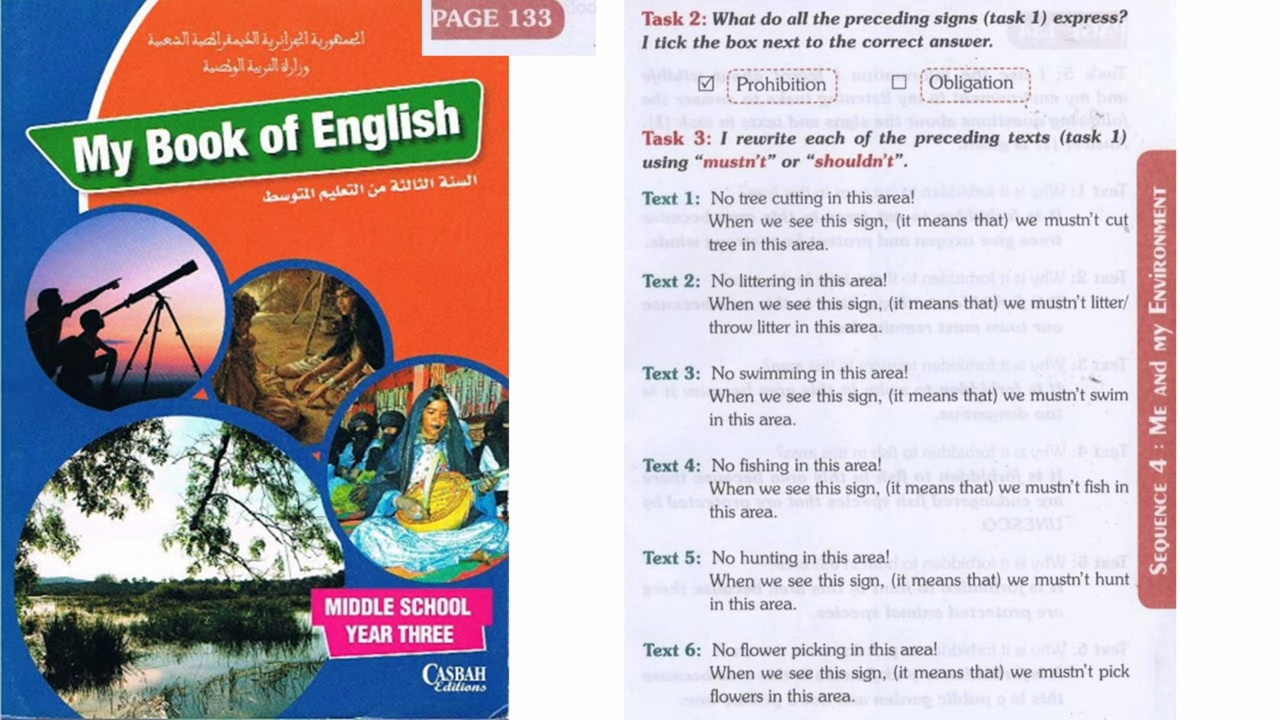 الجمهورية الجزائرية الديمقراطية الشعبية
وزارة التربية الوطنية
My Book of English
السنة الثالثة من التعليم المتوسط
MIDDLE SCHOOL
YEAR THREE
CASBAH
Editions
PAGE 133
Task 2: What do all the preceding signs (task 1) express?
I tick the box next to the correct answer.
☑ Prohibition ☐ Obligation
Task 3: I rewrite each of the preceding texts (task 1)
using “mustn’t” or “shouldn’t”.
Text 1: No tree cutting in this area!
When we see this sign, (it means that) we mustn’t cut
tree in this area.
Text 2: No littering in this area!
When we see this sign, (it means that) we mustn’t litter/
throw litter in this area.
Text 3: No swimming in this area!
When we see this sign, (it means that) we mustn’t swim
in this area.
Text 4: No fishing in this area!
When we see this sign, (it means that) we mustn’t fish in
this area.
Text 5: No hunting in this area!
When we see this sign, (it means that) we mustn’t hunt
in this area.
Text 6: No flower picking in this area!
When we see this sign, (it means that) we mustn’t pick
flowers in this area.
SEQUENCE 4 : ME AND MY ENVIRONMENT